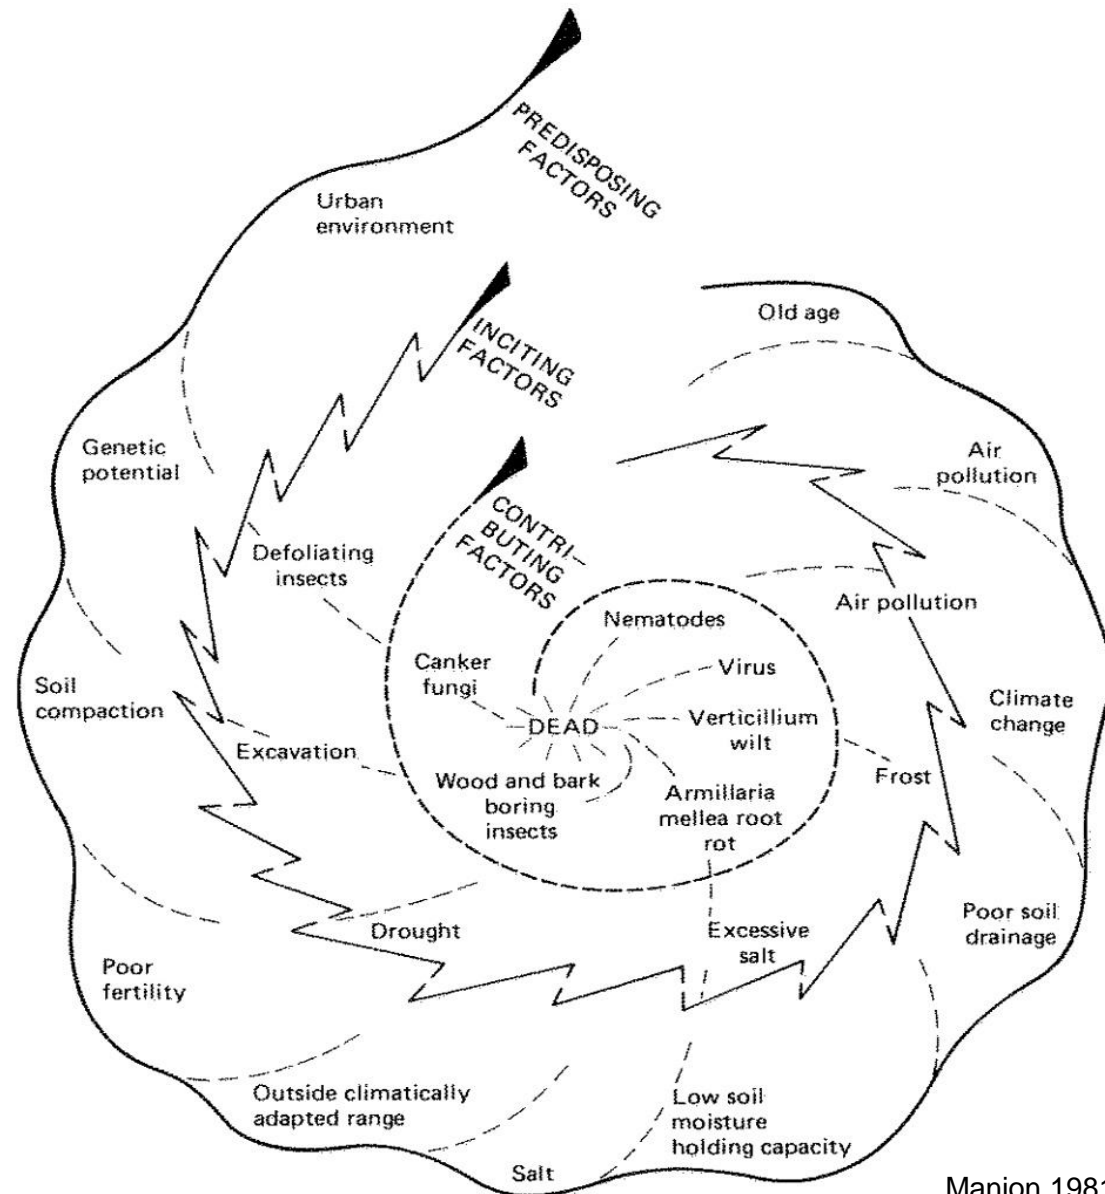 PREDISPOSING
FACTORS
Urban
environment
INCITING
FACTORS
Old age
Genetic
potential
Air
pollution
CONTRI-
BUTING
FACTORS
Defoliating
insects
Air pollution
Nematodes
Canker
fungi
Virus
Soil
compaction
DEAD
Verticillium
wilt
Climate
change
Excavation
Wood and bark
boring
insects
Armillaria
mellea root
rot
Frost
Drought
Excessive
salt
Poor soil
drainage
Poor
fertility
Outside climatically
adapted range
Low soil
moisture
holding capacity
Salt
Manion 1981